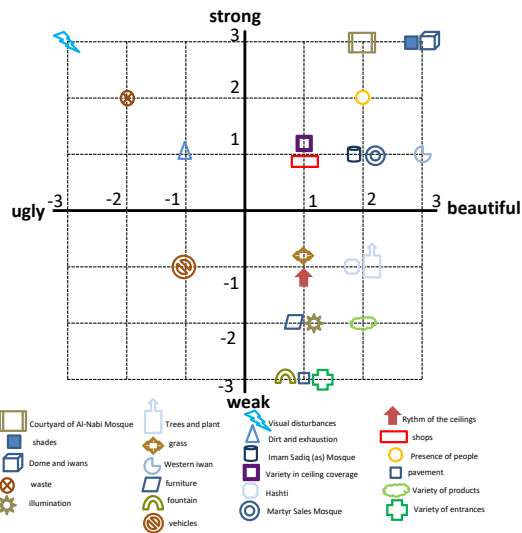 strong
3
2
1
-3 -2 -1 1 2 3
ugly beautiful
-1
-2
-3
weak
Courtyard of Al-Nabi Mosque
shades
Dome and iwans
waste
illumination
Trees and plant
grass
Western iwan
furniture
fountain
vehicles
Visual disturbances
Dirt and exhaustion
Imam Sadiq (as) Mosque
Variety in ceiling coverage
Hashti
Martyr Sales Mosque
Rythm of the ceilings
shops
Presence of people
pavement
Variety of products
Variety of entrances